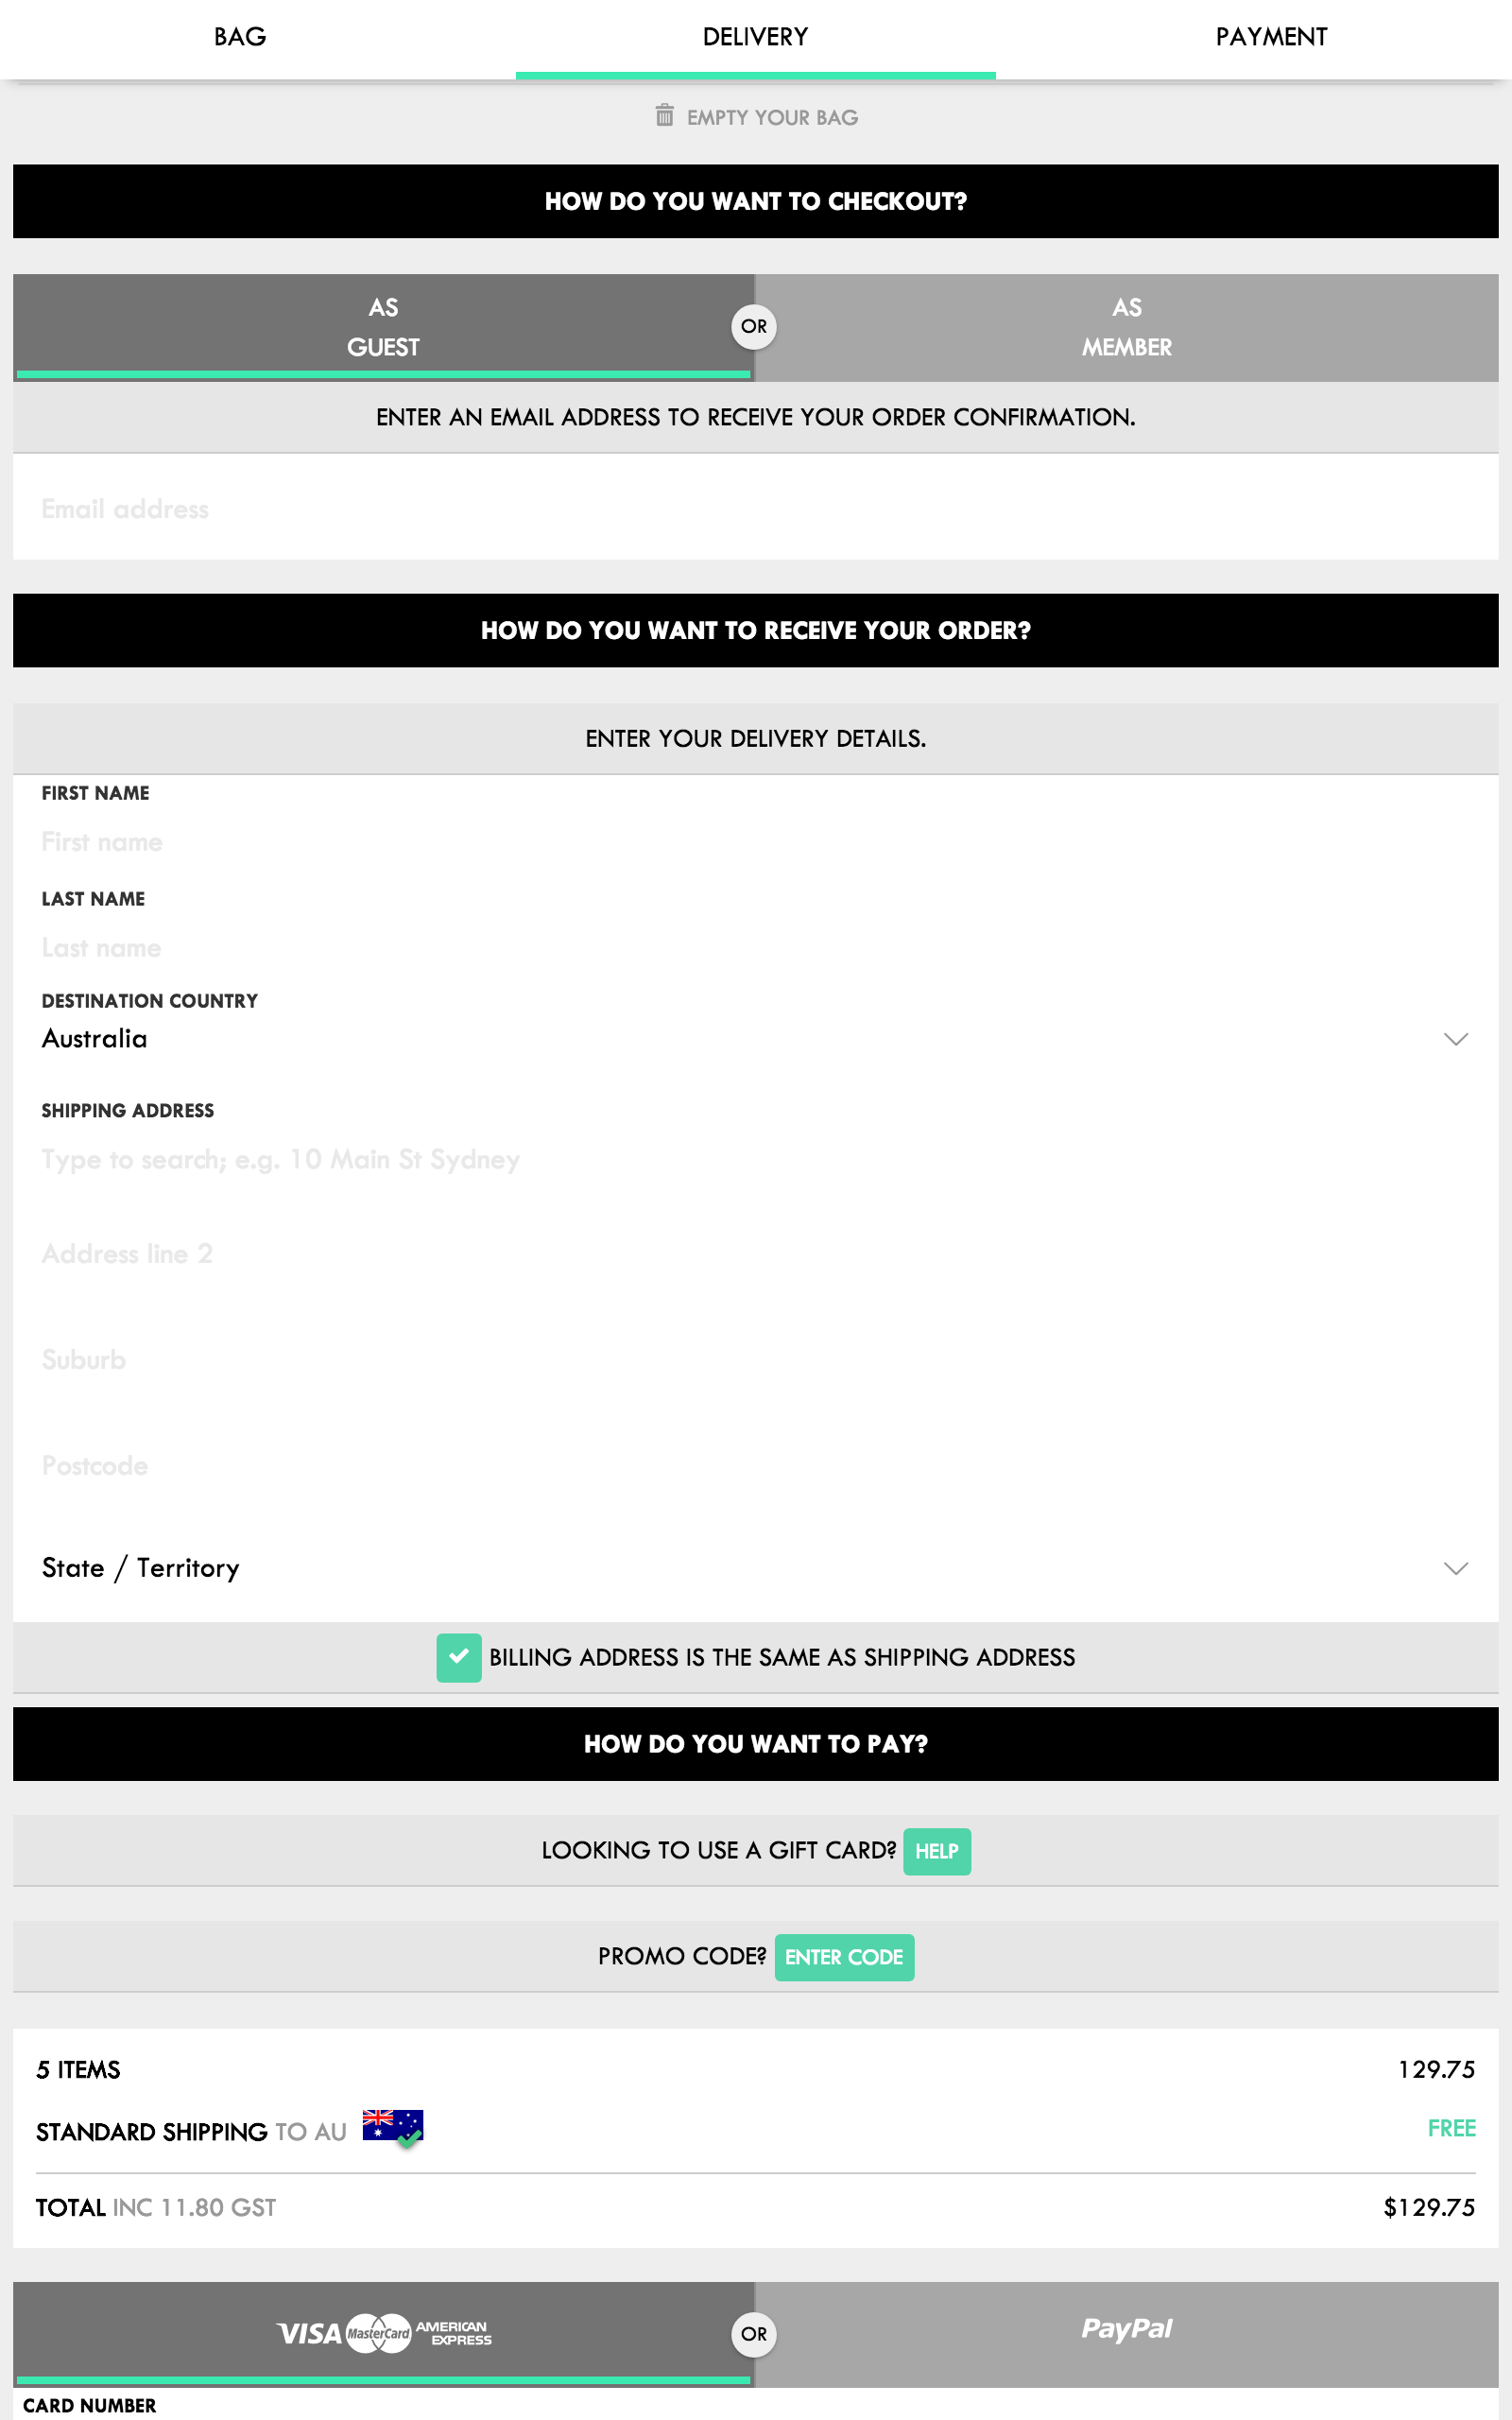 BAG
DELIVERY
PAYMENT
EMPTY YOUR BAG
HOW DO YOU WANT TO CHECKOUT?
AS
GUEST
OR
AS
MEMBER
ENTER AN EMAIL ADDRESS TO RECEIVE YOUR ORDER CONFIRMATION.
Email address
HOW DO YOU WANT TO RECEIVE YOUR ORDER?
ENTER YOUR DELIVERY DETAILS.
FIRST NAME
First name
LAST NAME
Last name
DESTINATION COUNTRY
Australia
SHIPPING ADDRESS
Type to search; e.g. 10 Main St Sydney
Address line 2
Suburb
Postcode
State / Territory
BILLING ADDRESS IS THE SAME AS SHIPPING ADDRESS
HOW DO YOU WANT TO PAY?
LOOKING TO USE A GIFT CARD? HELP
PROMO CODE? ENTER CODE
5 ITEMS 129.75
STANDARD SHIPPING TO AU FREE
TOTAL INC 11.80 GST $129.75
VISA MasterCard AMERICAN EXPRESS
OR
PayPal
CARD NUMBER